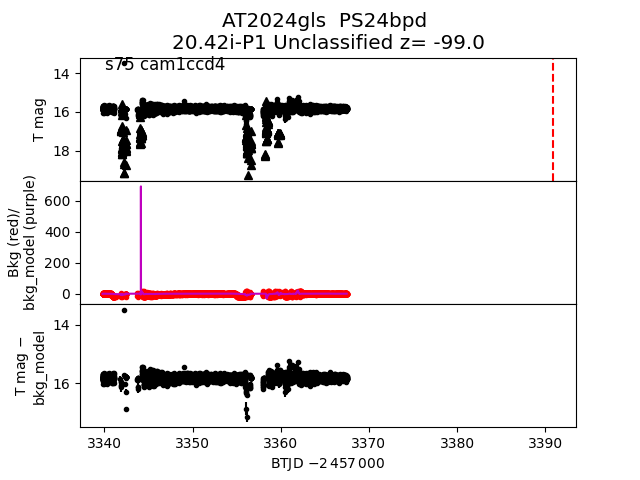 AT2024gls PS24bpd
20.42i-P1 Unclassified z= -99.0
s75 cam1ccd4
14
16
18
T mag
600
400
200
0
Bkg (red)/
bkg_model (purple)
14
16
T mag −
bkg_model
3340 3350 3360 3370 3380 3390
BTJD −2 457 000